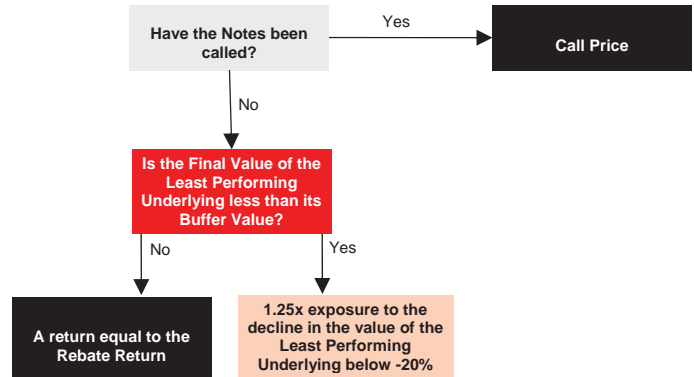 Have the Notes been
called?
Yes
Call Price
No
Is the Final Value of the
Least Performing
Underlying less than its
Buffer Value?
No
Yes
A return equal to the
Rebate Return
1.25x exposure to the
decline in the value of the
Least Performing
Underlying below -20%